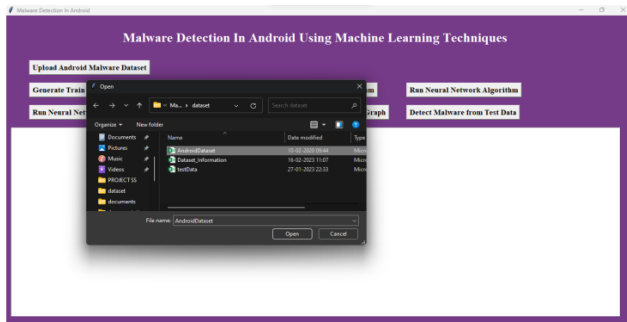 Malware Detection In Android
Malware Detection In Android Using Machine Learning Techniques
Upload Android Malware Dataset
Generate Train
Run Neural Network Algorithm
Run Neural Net
Graph
Detect Malware from Test Data
Open
Ma... › dataset
Search dataset
Organize
New folder
Documents
Pictures
Music
Videos
PROJECT SS
dataset
documents
Name
Date modified
Type
AndroidDataset
10-02-2020 09:44
Dataset_Information
16-02-2023 11:07
testData
27-01-2023 22:33
File name:
AndroidDataset
Open
Cancel